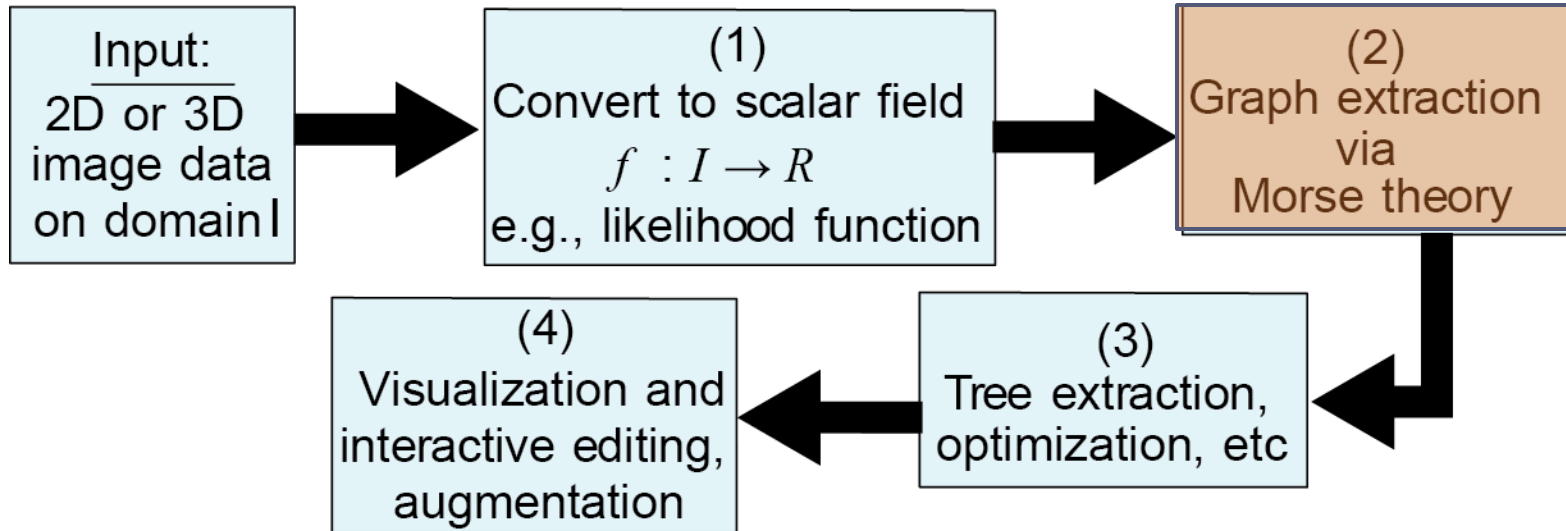 Input:
2D or 3D
image data
on domain I
(1)
Convert to scalar field
f : I → R
e.g., likelihood function
(2)
Graph extraction
via
Morse theory
(3)
Tree extraction,
optimization, etc
(4)
Visualization and
interactive editing,
augmentation